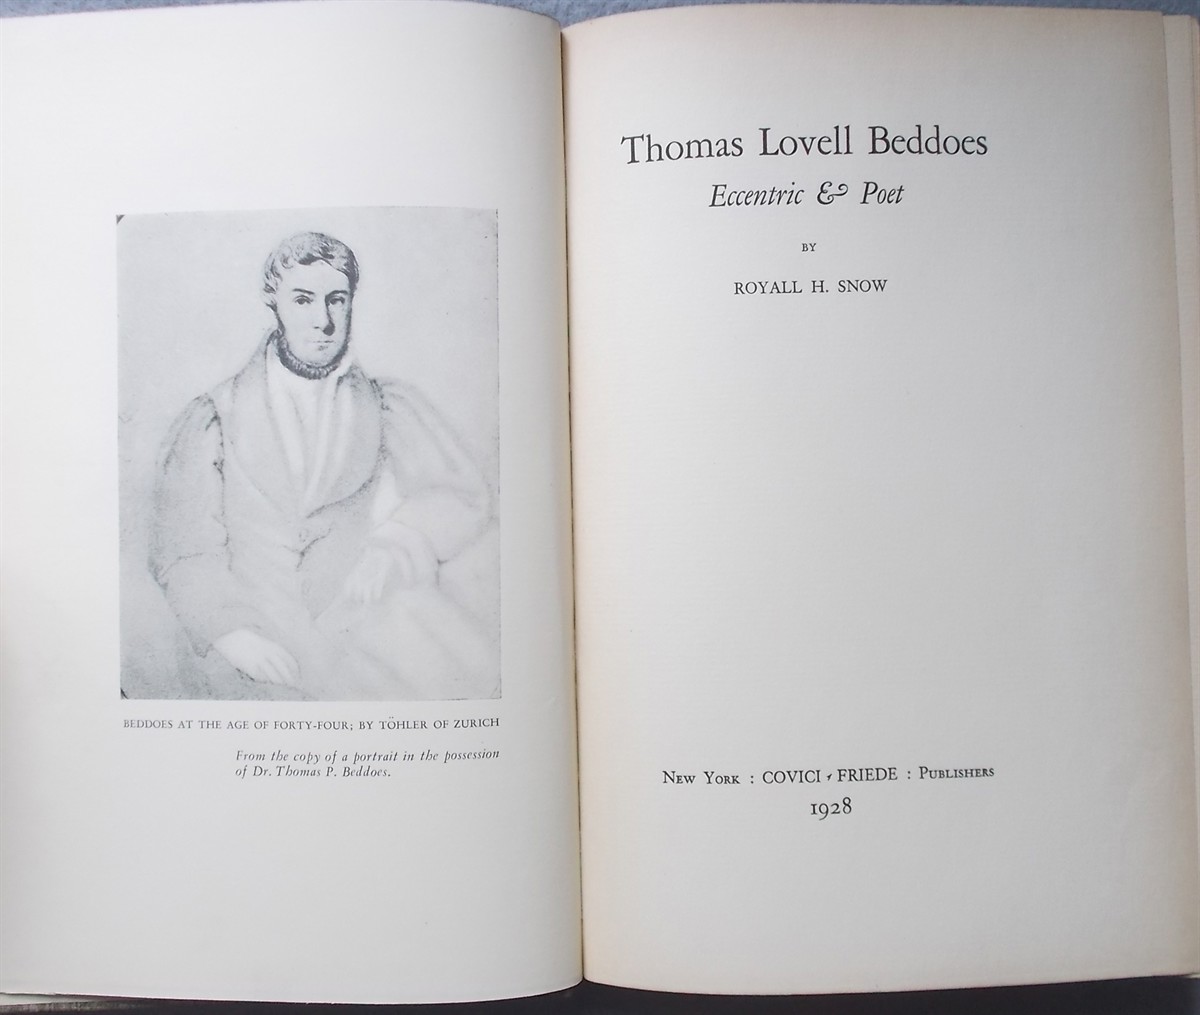 BEDDOES AT THE AGE OF FORTY-FOUR; BY TÖHLER OF ZURICH
From the copy of a portrait in the possession
of Dr. Thomas P. Beddoes.
Thomas Lovell Beddoes
Eccentric & Poet
BY
ROYALL H. SNOW
New York : COVICI, FRIEDE : Publishers
1928